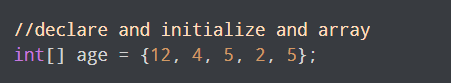 //declare and initialize and array
int[] age = {12, 4, 5, 2, 5};